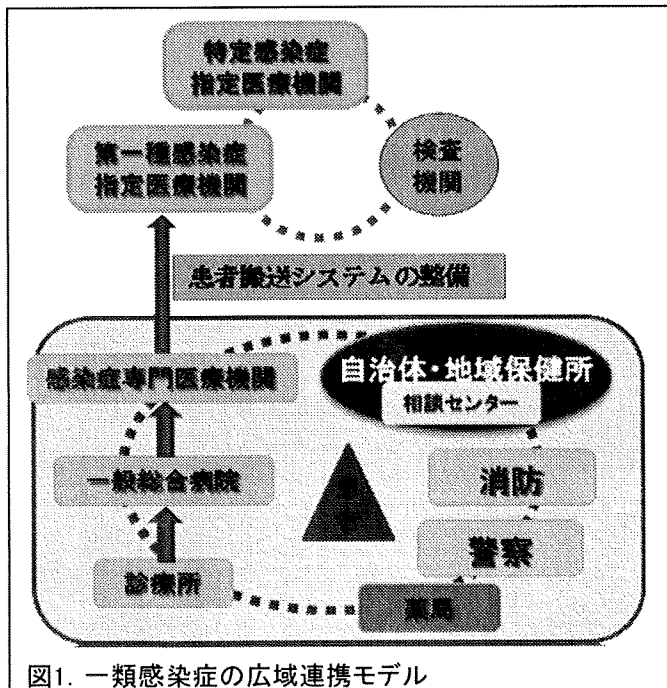 特定感染症
指定医療機関
第一種感染症
指定医療機関
検査
機関
患者搬送システムの整備
感染症専門医療機関
自治体・地域保健所
相談センター
一般総合病院
消防
警察
診療所
薬局
図1. 一類感染症の広域連携モデル